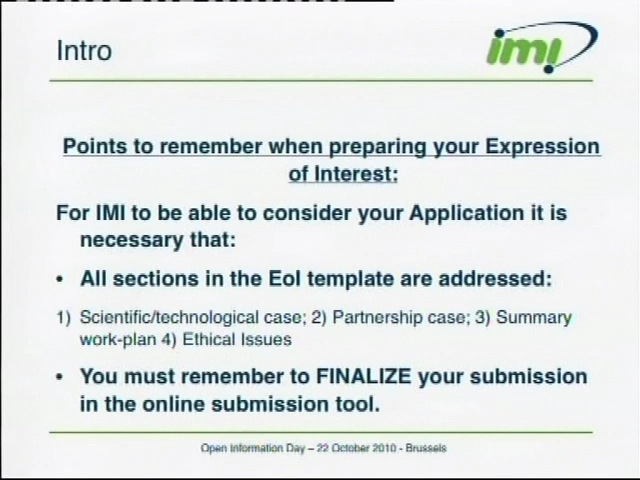 Intro
imi
Points to remember when preparing your Expression
of Interest:
For IMI to be able to consider your Application it is
necessary that:
• All sections in the EoI template are addressed:
1) Scientific/technological case; 2) Partnership case; 3) Summary
work-plan 4) Ethical Issues
• You must remember to FINALIZE your submission
in the online submission tool.
Open Information Day – 22 October 2010 - Brussels